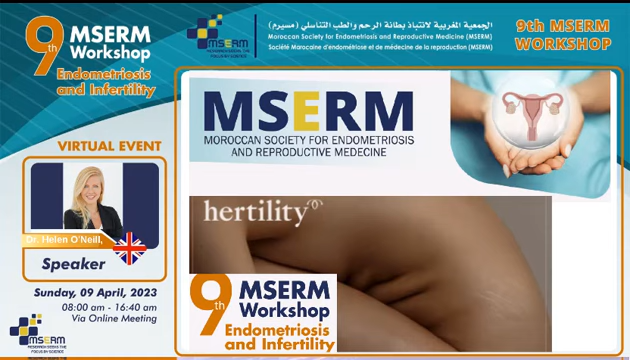 9th
MSERM
Workshop
Endometriosis
and Infertility
MSERM
الجمعية المغربية لانتباذ بطانة الرحم والطب التناسلي (مسيرم)
Moroccan Society for Endometriosis and Reproductive Medicine (MSERM)
Société Marocaine d'endométriose et de médecine de la reproduction (MSERM)
9th MSERM
WORKSHOP
VIRTUAL EVENT
Dr. Helen O'Neill,
Speaker
Sunday, 09 April, 2023
08:00 am - 16:40 am
Via Online Meeting
MSERM
MSERM
MOROCCAN SOCIETY FOR ENDOMETRIOSIS
AND REPRODUCTIVE MEDICINE
hertility
9th
MSERM
Workshop
Endometriosis
and Infertility